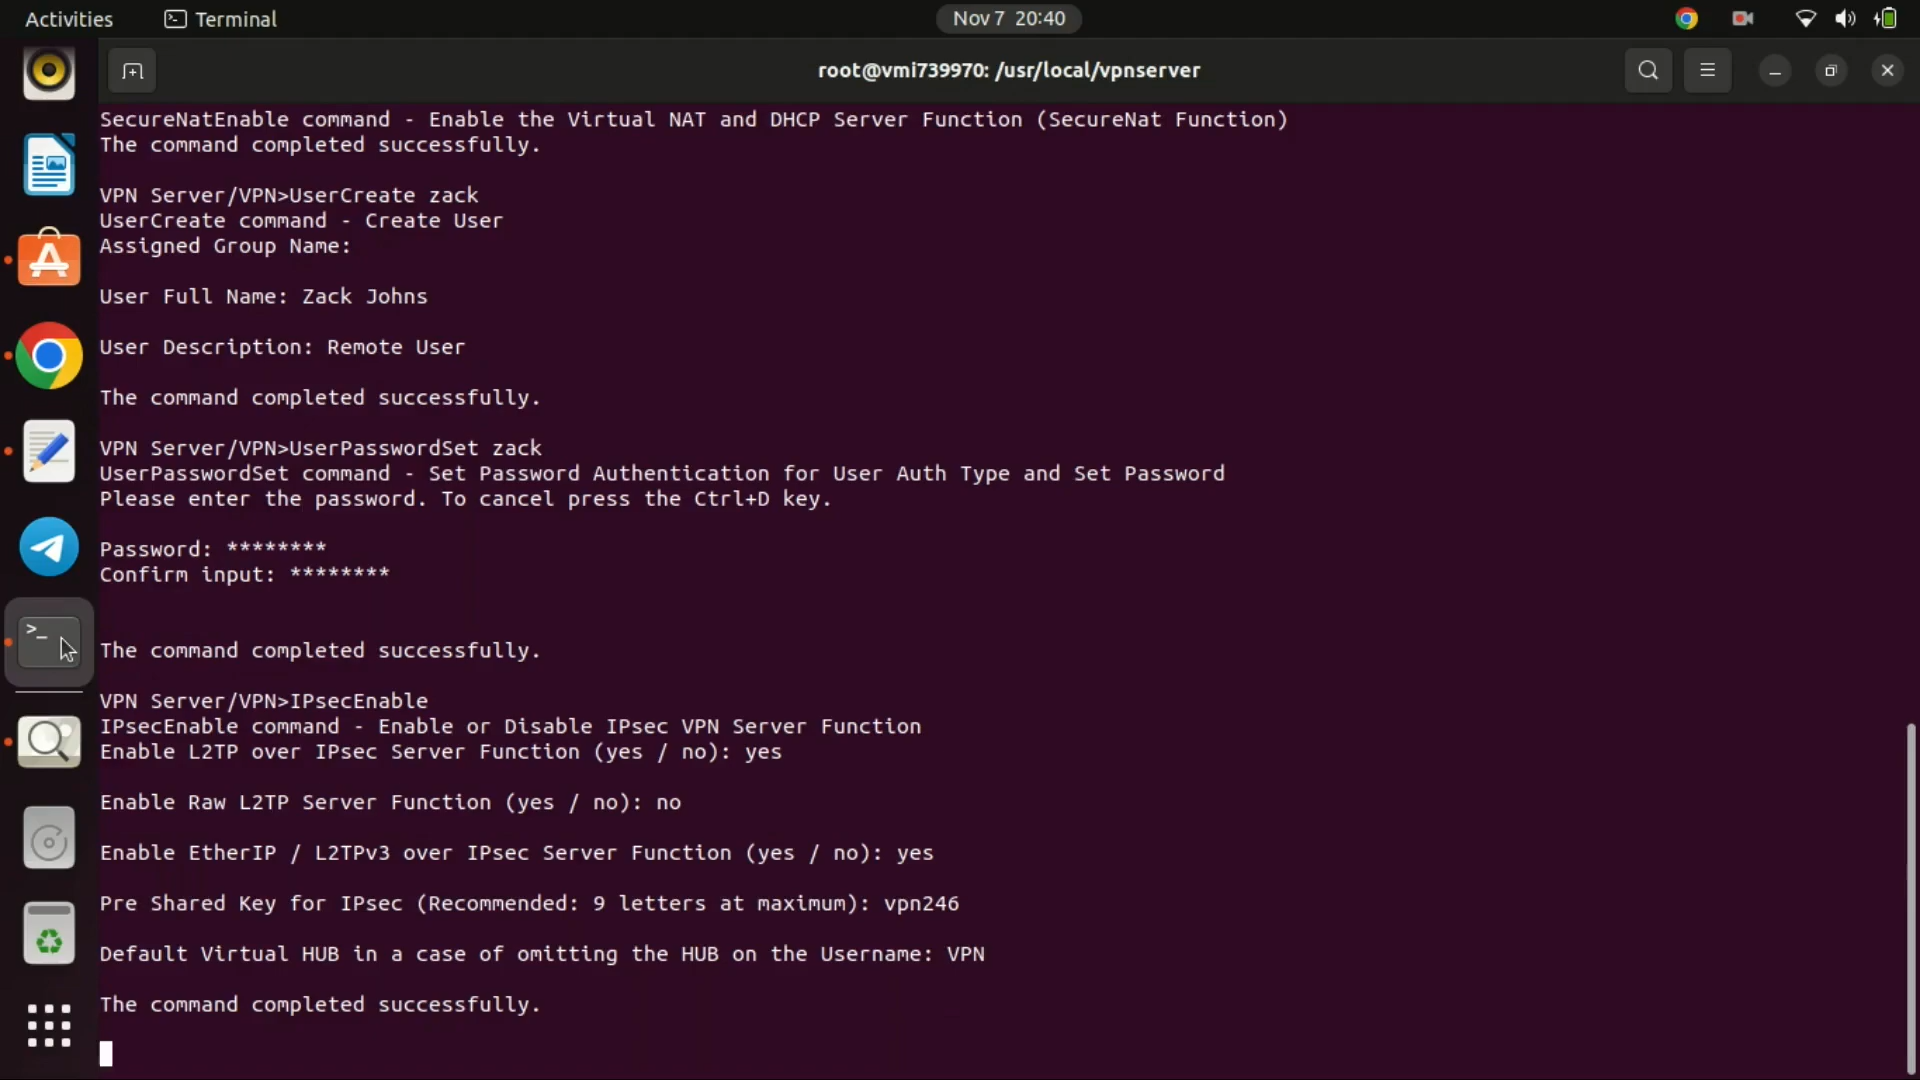 Activities
Terminal
Nov 7 20:40
root@vmi739970: /usr/local/vpnserver
SecureNatEnable command - Enable the Virtual NAT and DHCP Server Function (SecureNat Function)
The command completed successfully.
VPN Server/VPN>UserCreate zack
UserCreate command - Create User
Assigned Group Name:
User Full Name: Zack Johns
User Description: Remote User
The command completed successfully.
VPN Server/VPN>UserPasswordSet zack
UserPasswordSet command - Set Password Authentication for User Auth Type and Set Password
Please enter the password. To cancel press the Ctrl+D key.
Password: ********
Confirm input: ********
The command completed successfully.
VPN Server/VPN>IPsecEnable
IPsecEnable command - Enable or Disable IPsec VPN Server Function
Enable L2TP over IPsec Server Function (yes / no): yes
Enable Raw L2TP Server Function (yes / no): no
Enable EtherIP / L2TPv3 over IPsec Server Function (yes / no): yes
Pre Shared Key for IPsec (Recommended: 9 letters at maximum): vpn246
Default Virtual HUB in a case of omitting the HUB on the Username: VPN
The command completed successfully.